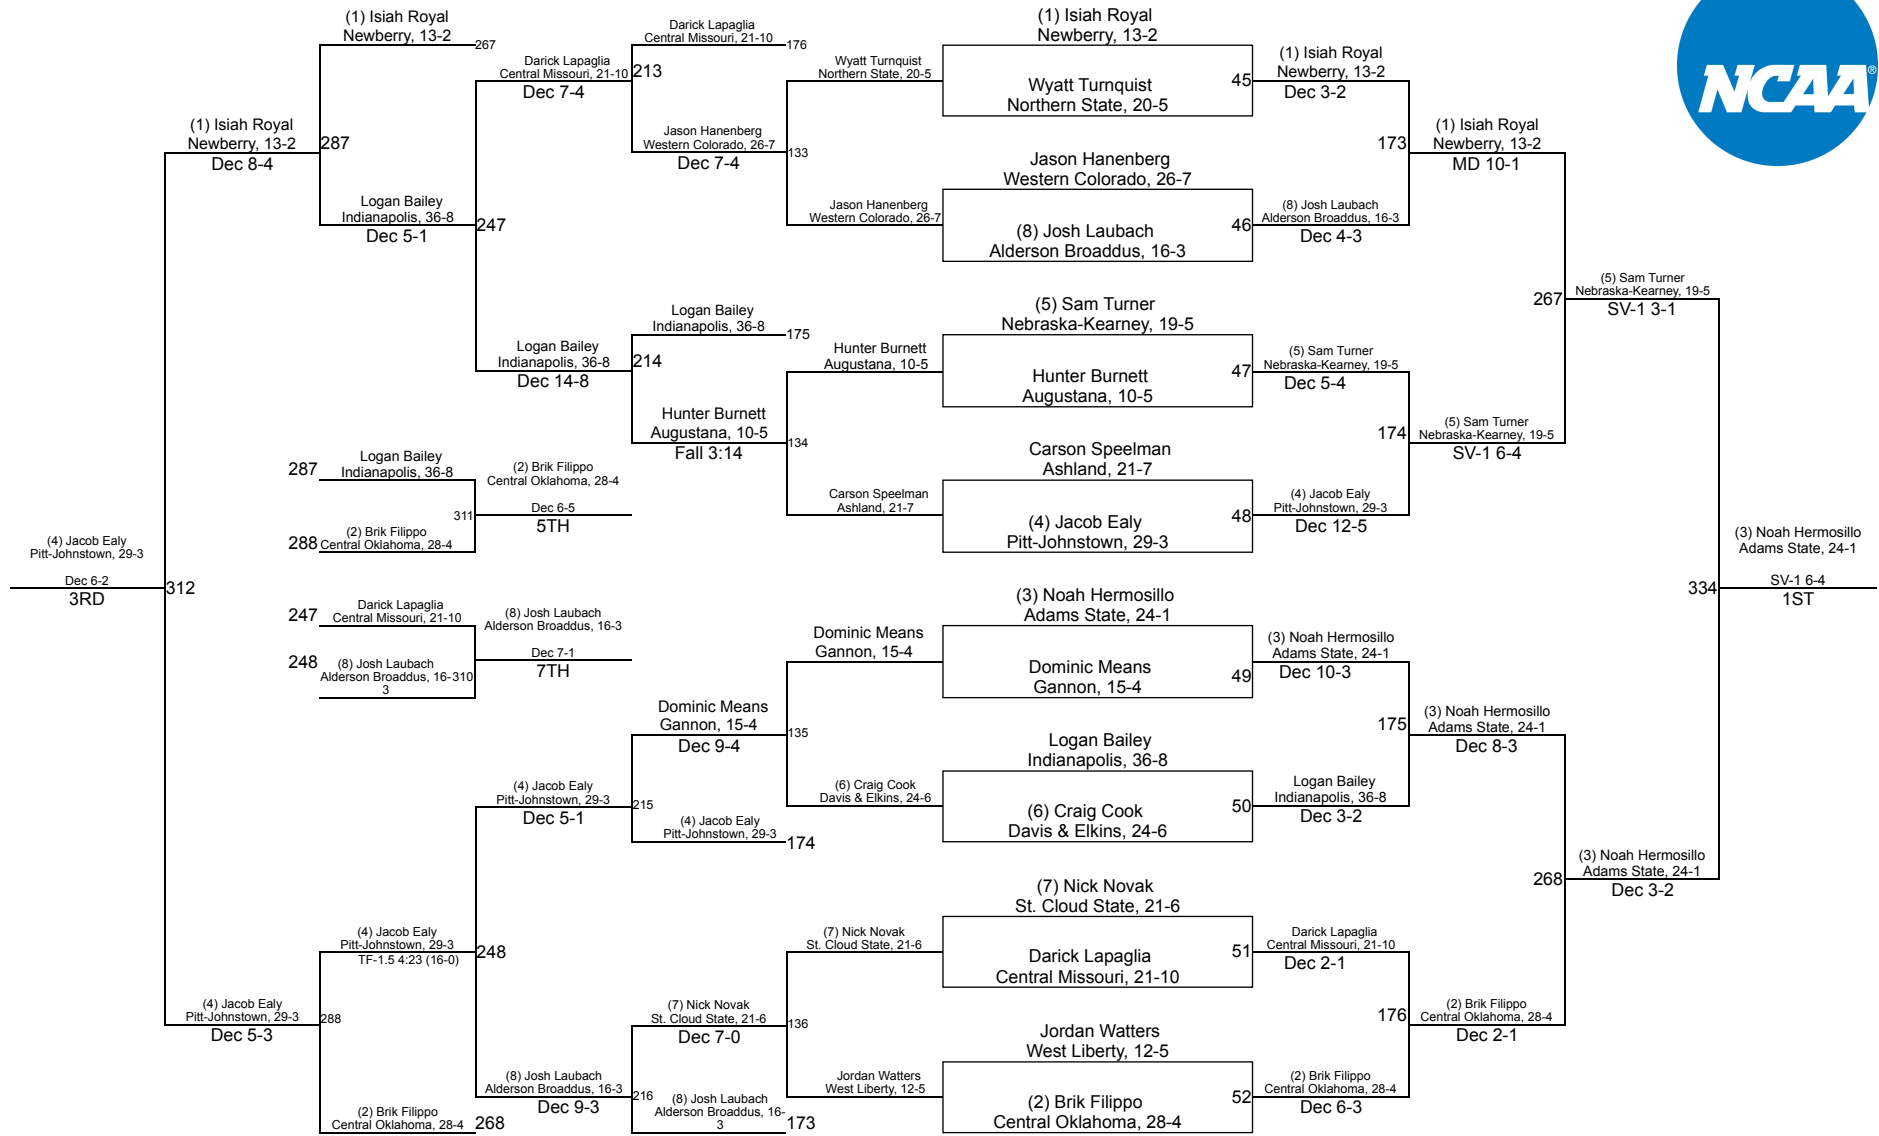 NCAA®
(1) Isiah Royal
Newberry, 13-2
267
(1) Isiah Royal
Newberry, 13-2
Dec 8-4
287
Logan Bailey
Indianapolis, 36-8
Dec 5-1
247
Darick Lapaglia
Central Missouri, 21-10
Dec 7-4
213
Darick Lapaglia
Central Missouri, 21-10
176
Jason Hanenberg
Western Colorado, 26-7
Dec 7-4
133
Wyatt Turnquist
Northern State, 20-5
Jason Hanenberg
Western Colorado, 26-7
Logan Bailey
Indianapolis, 36-8
Dec 14-8
214
Logan Bailey
Indianapolis, 36-8
175
Hunter Burnett
Augustana, 10-5
Fall 3:14
134
Hunter Burnett
Augustana, 10-5
Carson Speelman
Ashland, 21-7
287
Logan Bailey
Indianapolis, 36-8
288
(2) Brik Filippo
Central Oklahoma, 28-4
311
(2) Brik Filippo
Central Oklahoma, 28-4
Dec 6-5
5TH
(4) Jacob Ealy
Pitt-Johnstown, 29-3
Dec 6-2
3RD
312
247
Darick Lapaglia
Central Missouri, 21-10
248
(8) Josh Laubach
Alderson Broaddus, 16-310
3
(8) Josh Laubach
Alderson Broaddus, 16-3
Dec 7-1
7TH
Dominic Means
Gannon, 15-4
(6) Craig Cook
Davis & Elkins, 24-6
Dominic Means
Gannon, 15-4
Dec 9-4
135
(4) Jacob Ealy
Pitt-Johnstown, 29-3
Dec 5-1
215
(4) Jacob Ealy
Pitt-Johnstown, 29-3
174
(4) Jacob Ealy
Pitt-Johnstown, 29-3
TF-1.5 4:23 (16-0)
248
(4) Jacob Ealy
Pitt-Johnstown, 29-3
Dec 5-3
288
(7) Nick Novak
St. Cloud State, 21-6
Jordan Watters
West Liberty, 12-5
(7) Nick Novak
St. Cloud State, 21-6
Dec 7-0
136
(8) Josh Laubach
Alderson Broaddus, 16-3
Dec 9-3
216
(8) Josh Laubach
Alderson Broaddus, 16-
3
173
(2) Brik Filippo
Central Oklahoma, 28-4
268
(1) Isiah Royal
Newberry, 13-2
Wyatt Turnquist
Northern State, 20-5
45
Jason Hanenberg
Western Colorado, 26-7
(8) Josh Laubach
Alderson Broaddus, 16-3
46
(5) Sam Turner
Nebraska-Kearney, 19-5
Hunter Burnett
Augustana, 10-5
47
Carson Speelman
Ashland, 21-7
(4) Jacob Ealy
Pitt-Johnstown, 29-3
48
(3) Noah Hermosillo
Adams State, 24-1
Dominic Means
Gannon, 15-4
49
Logan Bailey
Indianapolis, 36-8
(6) Craig Cook
Davis & Elkins, 24-6
50
(7) Nick Novak
St. Cloud State, 21-6
Darick Lapaglia
Central Missouri, 21-10
51
Jordan Watters
West Liberty, 12-5
(2) Brik Filippo
Central Oklahoma, 28-4
52
(1) Isiah Royal
Newberry, 13-2
Dec 3-2
173
(8) Josh Laubach
Alderson Broaddus, 16-3
Dec 4-3
(5) Sam Turner
Nebraska-Kearney, 19-5
Dec 5-4
174
(4) Jacob Ealy
Pitt-Johnstown, 29-3
Dec 12-5
(3) Noah Hermosillo
Adams State, 24-1
Dec 10-3
175
Logan Bailey
Indianapolis, 36-8
Dec 3-2
Darick Lapaglia
Central Missouri, 21-10
Dec 2-1
176
(2) Brik Filippo
Central Oklahoma, 28-4
Dec 6-3
(1) Isiah Royal
Newberry, 13-2
MD 10-1
267
(5) Sam Turner
Nebraska-Kearney, 19-5
SV-1 6-4
(3) Noah Hermosillo
Adams State, 24-1
Dec 8-3
268
(2) Brik Filippo
Central Oklahoma, 28-4
Dec 2-1
(5) Sam Turner
Nebraska-Kearney, 19-5
SV-1 3-1
334
(3) Noah Hermosillo
Adams State, 24-1
Dec 3-2
(3) Noah Hermosillo
Adams State, 24-1
SV-1 6-4
1ST